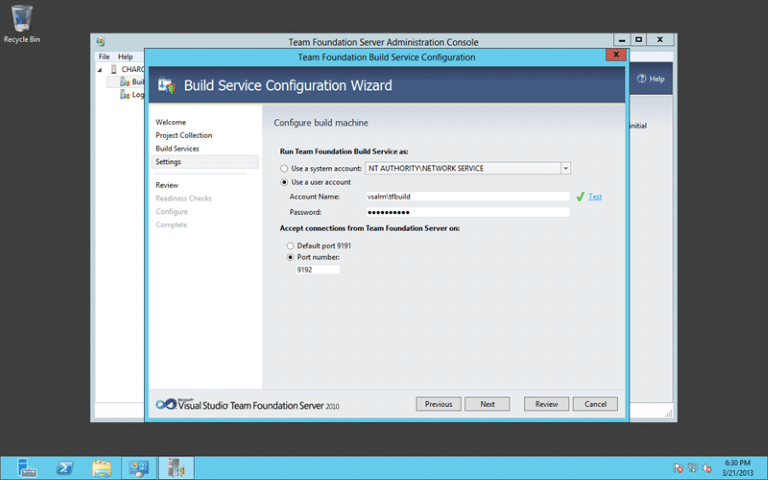 Recycle Bin
Team Foundation Server Administration Console
File Help
Team Foundation Build Service Configuration
Build Service Configuration Wizard
Help
Welcome
Project Collection
Build Services
Settings
Review
Readiness Checks
Configure
Complete
Configure build machine
Run Team Foundation Build Service as:
Use a system account: NT AUTHORITY\NETWORK SERVICE
Use a user account
Account Name: vsalm\tfbuild Test
Password: ••••••••••
Accept connections from Team Foundation Server on:
Default port 9191
Port number:
9192
Visual Studio Team Foundation Server 2010
Previous Next Review Cancel
6:30 PM
3/21/2013